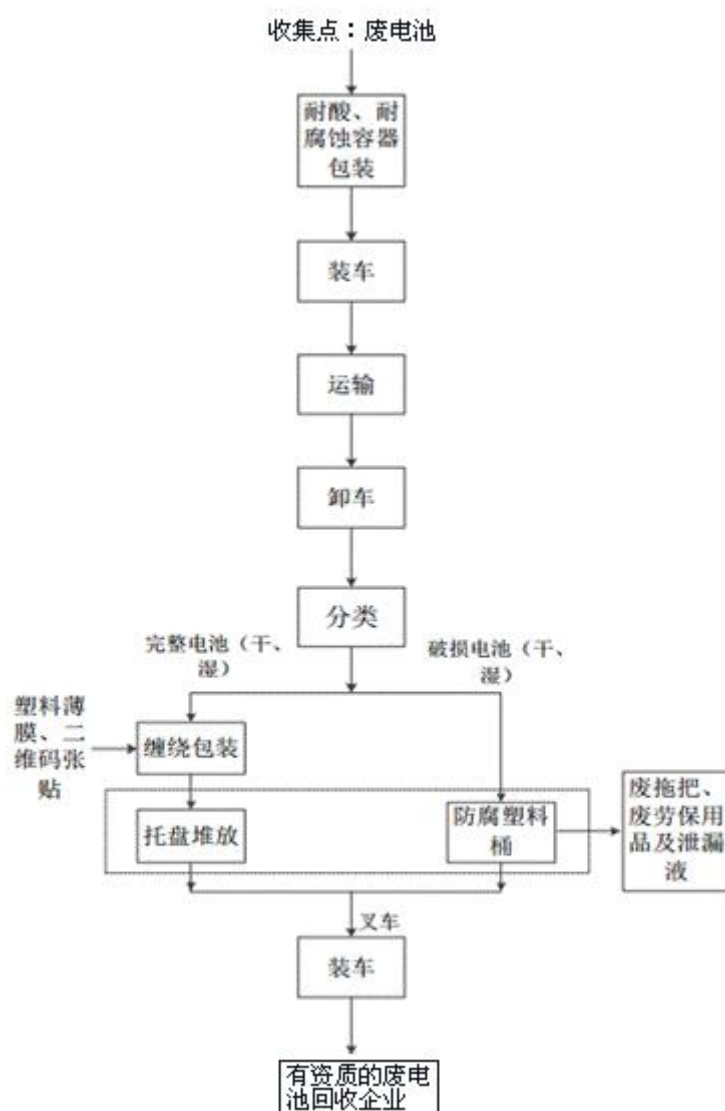 收集点：废电池
耐酸、耐
腐蚀容器
包装
装车
运输
卸车
分类
完整电池（干、
湿）
破损电池（干、
湿）
塑料薄
膜、二
维码张
贴
缠绕包装
托盘堆放
防腐塑料
桶
废拖把、
废劳保用
品及泄漏
液
叉车
装车
有资质的废电
池回收企业